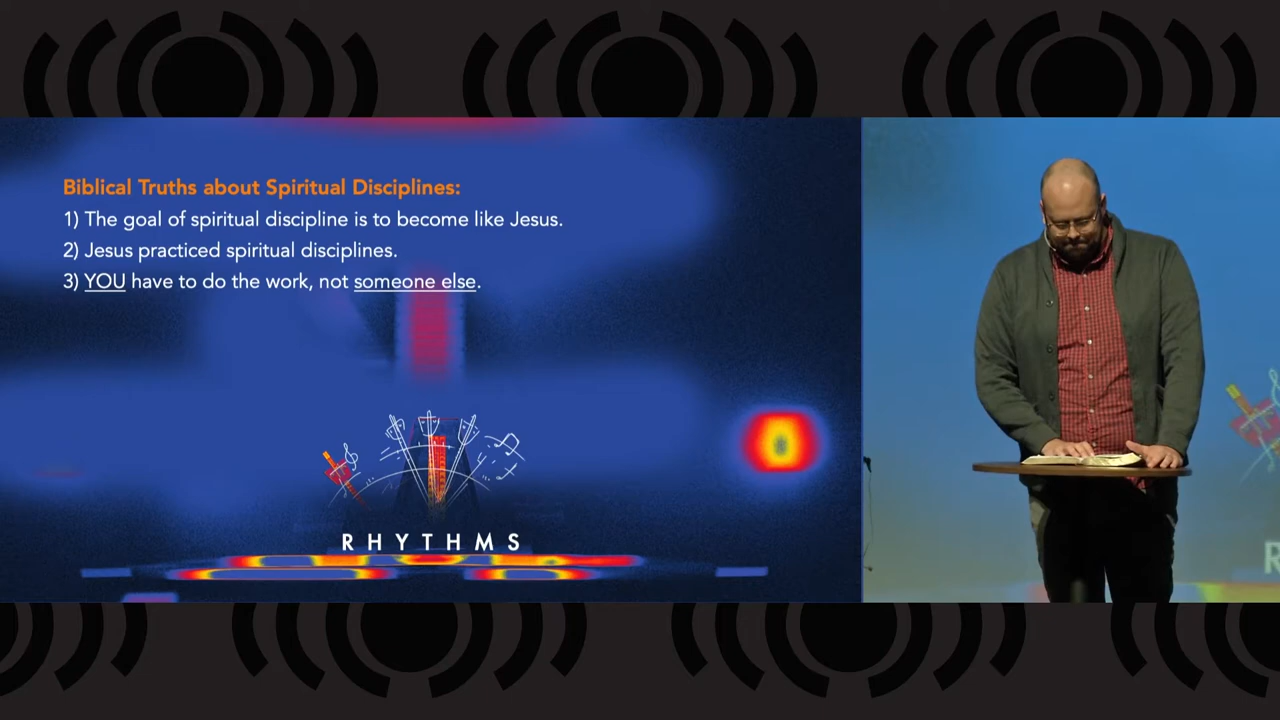 Biblical Truths about Spiritual Disciplines:
1) The goal of spiritual discipline is to become like Jesus.
2) Jesus practiced spiritual disciplines.
3) YOU have to do the work, not someone else.
RHYTHMS
R